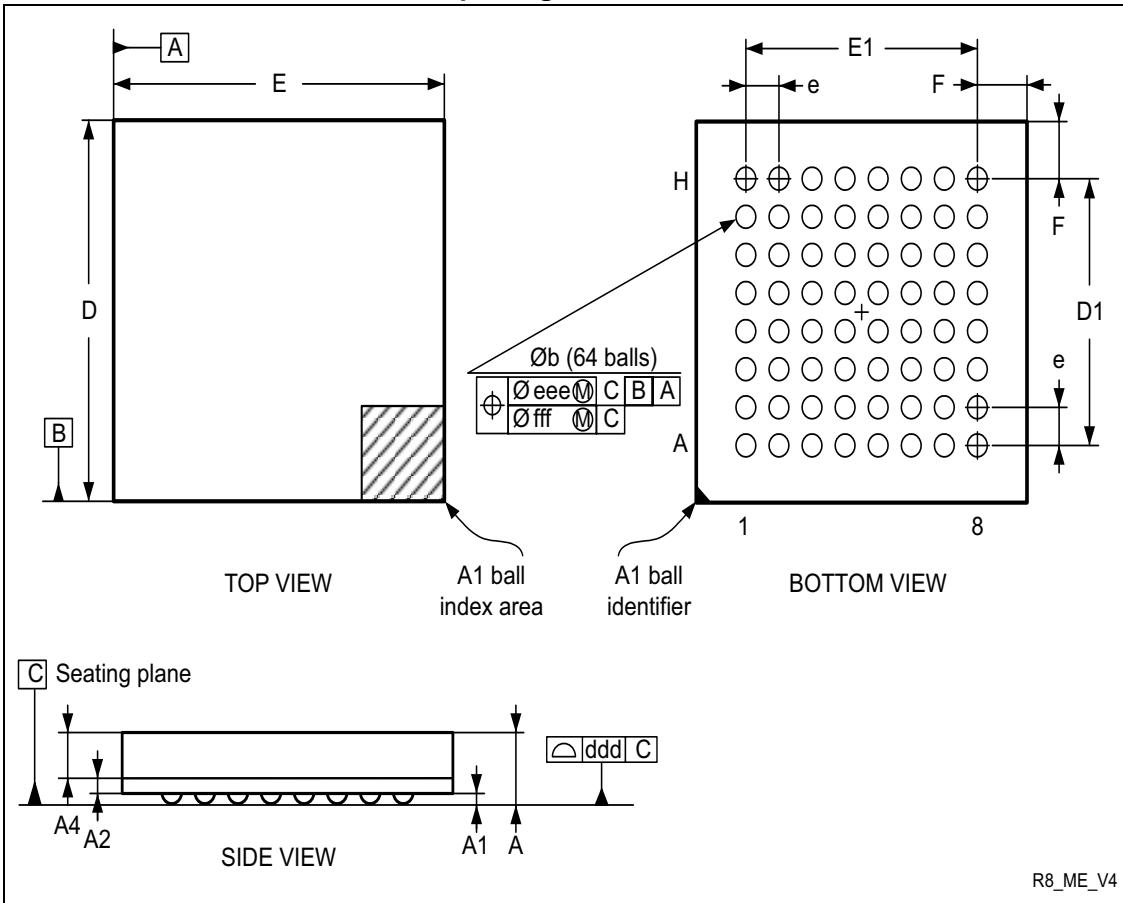 A
E
E1
e
F
H
F
D
D1
Øb (64 balls)
Ø eee Ⓜ C B A
Ø fff Ⓜ C
e
B
A
1
8
TOP VIEW
A1 ball
index area
A1 ball
identifier
BOTTOM VIEW
C Seating plane
ddd C
A4
A2
A1
A
SIDE VIEW
R8_ME_V4